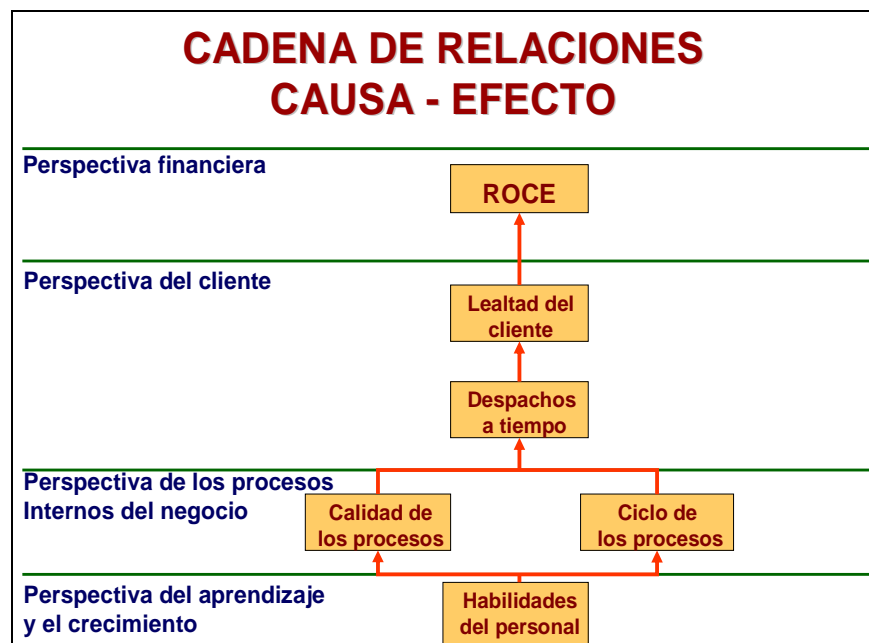 CADENA DE RELACIONES
CAUSA - EFECTO
Perspectiva financiera
ROCE
Perspectiva del cliente
Lealtad del
cliente
Despachos
a tiempo
Perspectiva de los procesos
Internos del negocio
Calidad de
los procesos
Ciclo de
los procesos
Perspectiva del aprendizaje
y el crecimiento
Habilidades
del personal